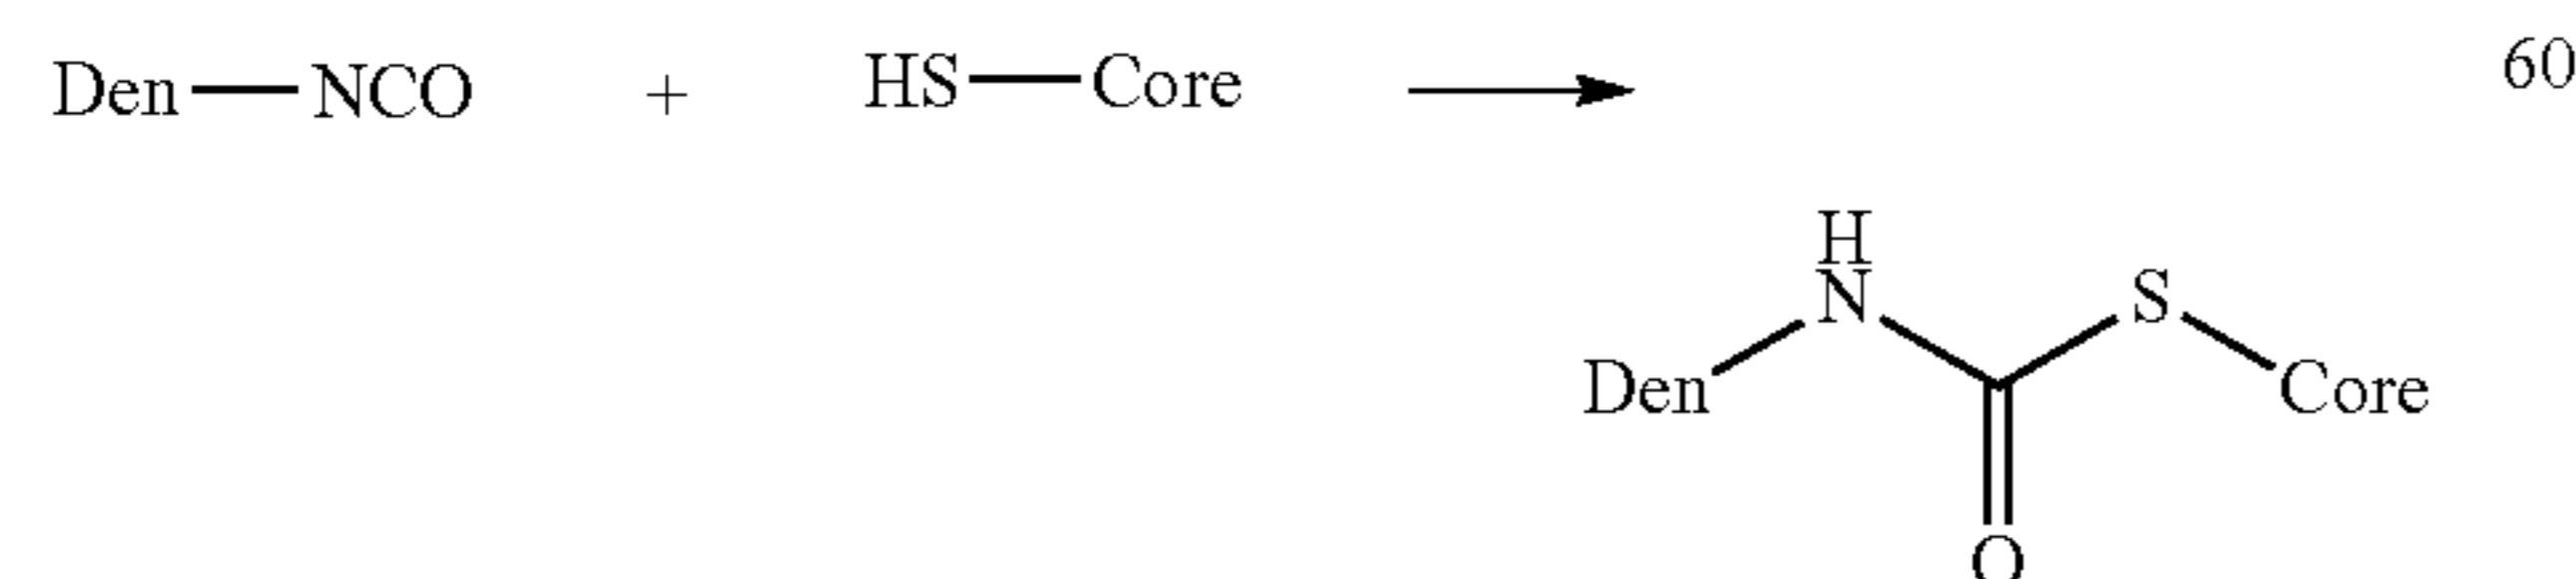 Den—NCO + HS—Core 60
H
N S
Den Core
O